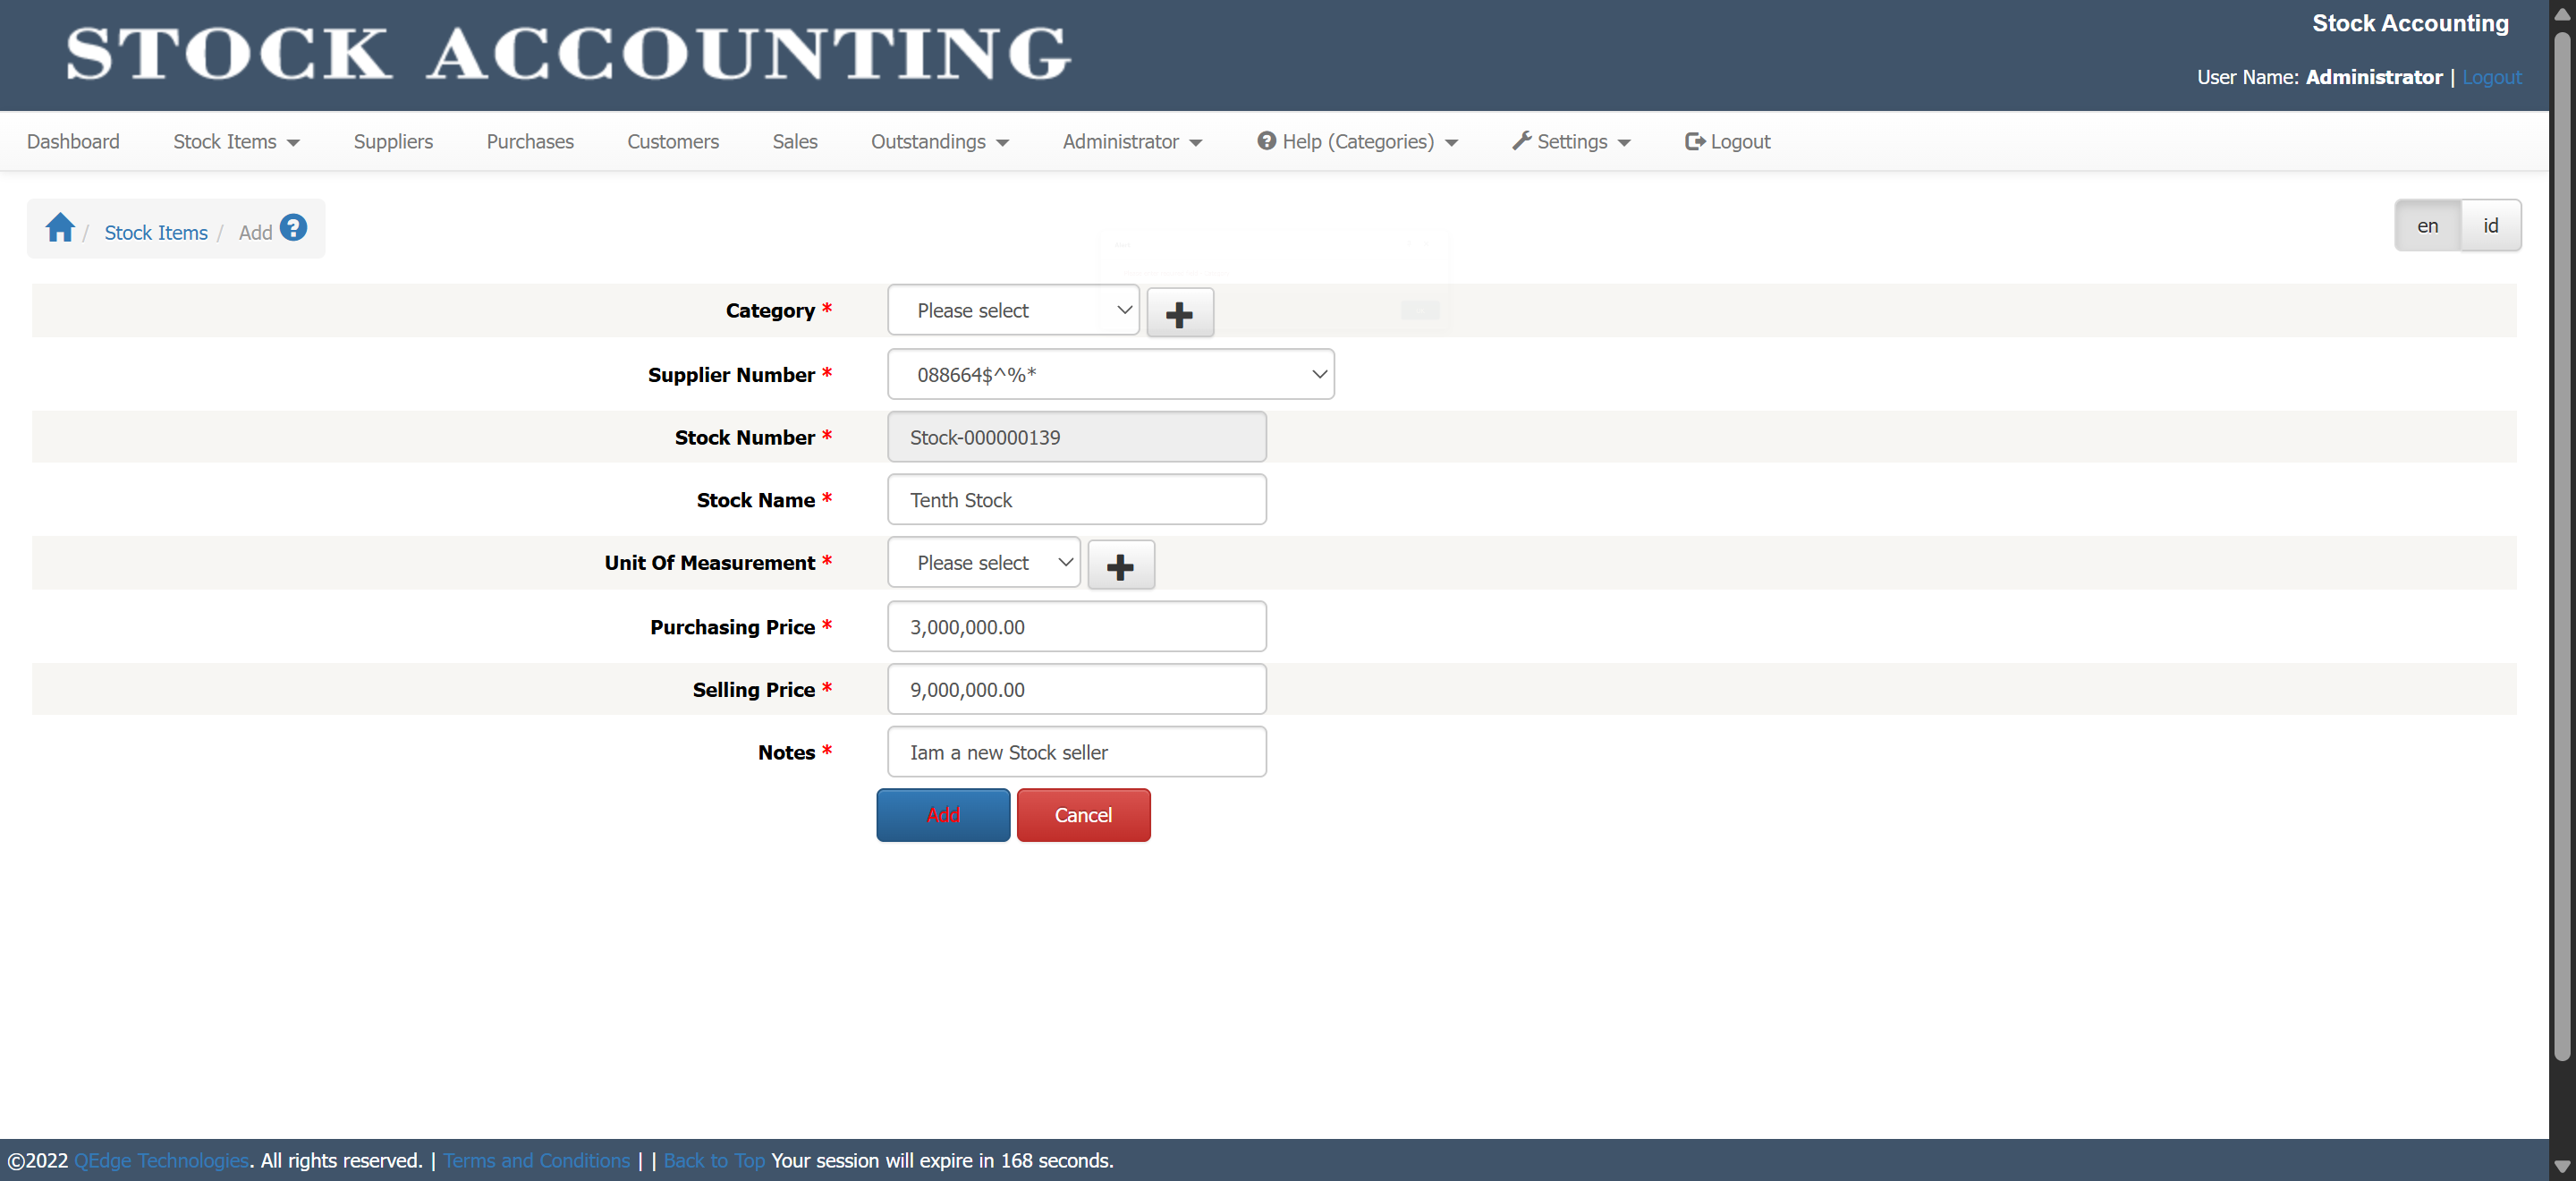 STOCK ACCOUNTING
Stock Accounting
User Name: Administrator | Logout
Dashboard Stock Items Suppliers Purchases Customers Sales Outstandings Administrator Help (Categories) Settings Logout
/ Stock Items / Add
en id
Category * Please select
Supplier Number * 088664$^%*
Stock Number * Stock-000000139
Stock Name * Tenth Stock
Unit Of Measurement * Please select
Purchasing Price * 3,000,000.00
Selling Price * 9,000,000.00
Notes * Iam a new Stock seller
Add Cancel
©2022 QEdge Technologies. All rights reserved. | Terms and Conditions | | Back to Top Your session will expire in 168 seconds.